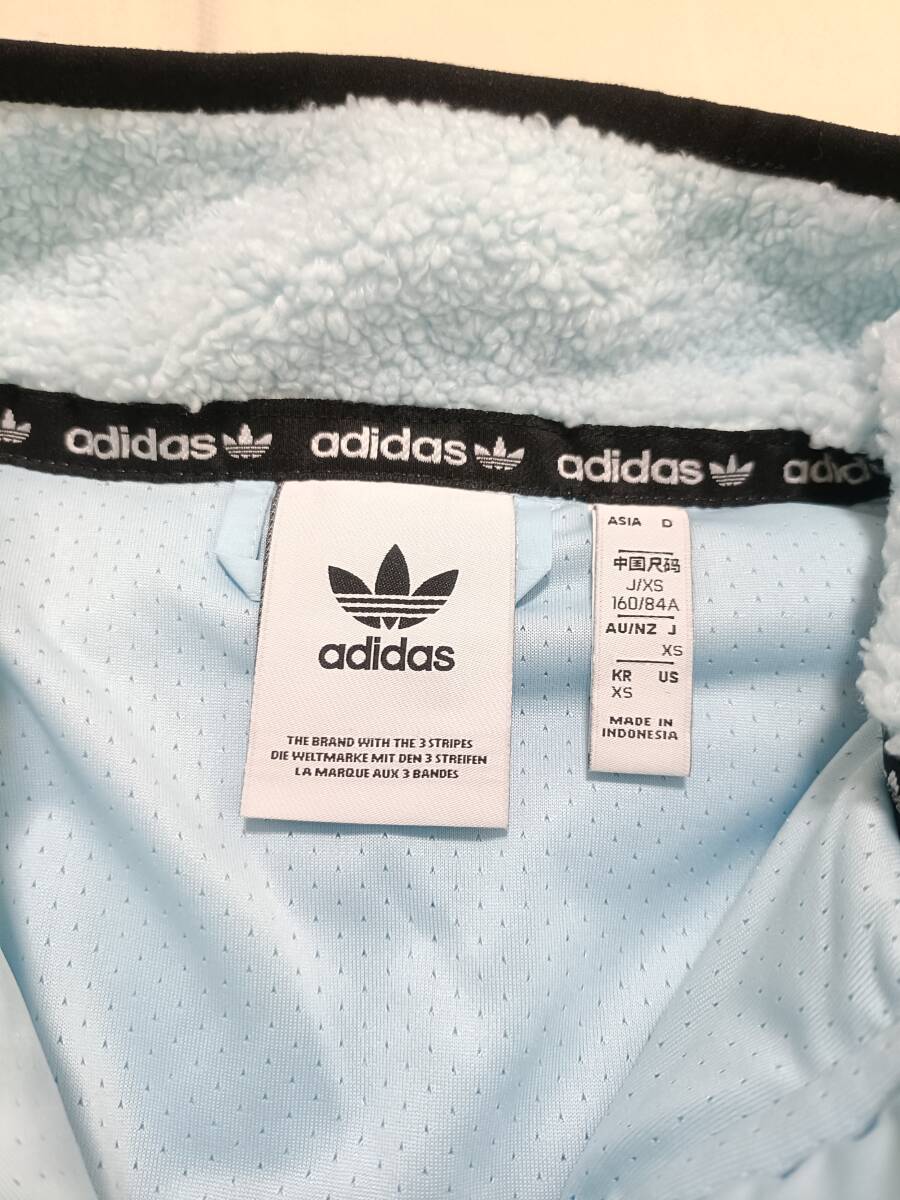 adidas adidas adidas adid
adidas
THE BRAND WITH THE 3 STRIPES
DIE WELTMARKE MIT DEN 3 STREIFEN
LA MARQUE AUX 3 BANDES
ASIA D
中国尺码
J/XS
160/84A
AU/NZ J
XS
KR US
XS
MADE IN
INDONESIA